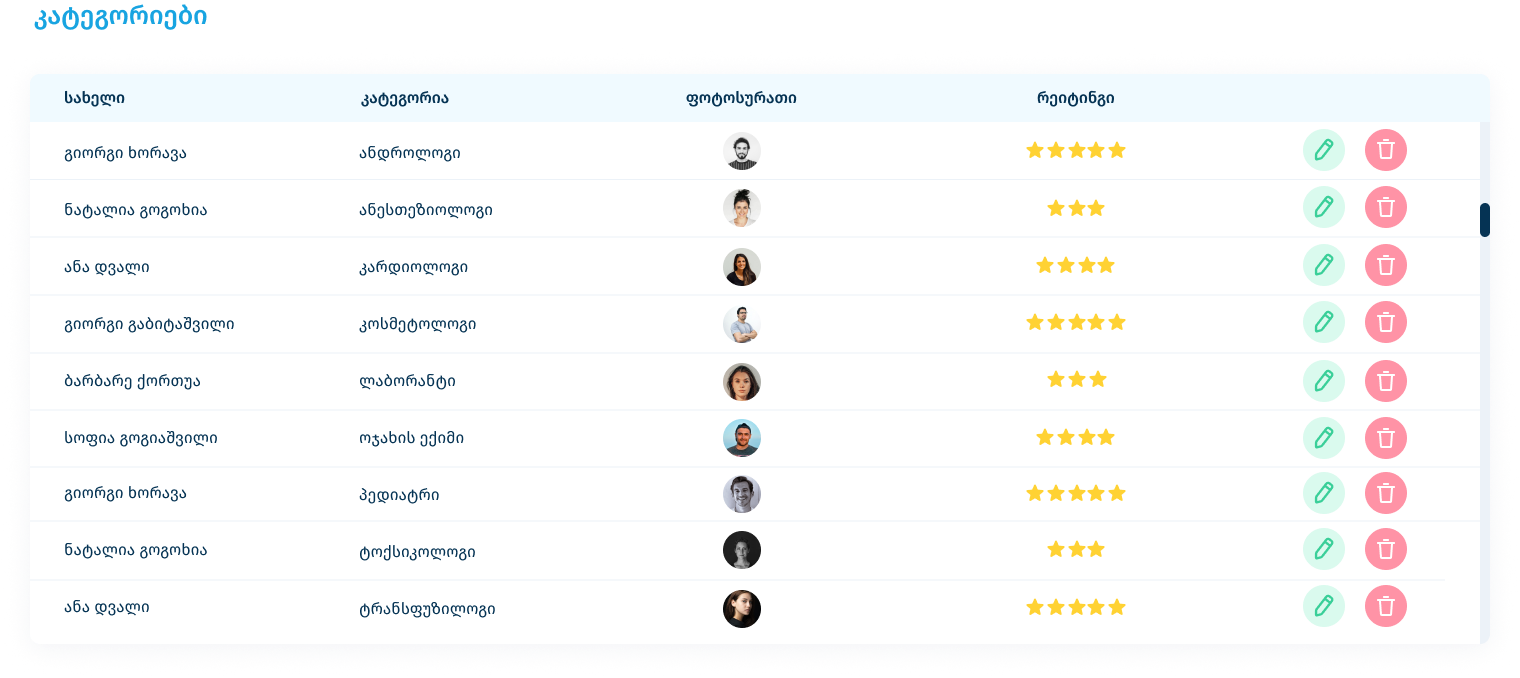 კატეგორიები
სახელი კატეგორია ფოტოსურათი რეიტინგი
გიორგი ხორავა ანდროლოგი
ნატალია გოგოხია ანესთეზიოლოგი
ანა დვალი კარდიოლოგი
გიორგი გაბიტაშვილი კოსმეტოლოგი
ბარბარე ქორთუა ლაბორანტი
სოფია გოგიაშვილი ოჯახის ექიმი
გიორგი ხორავა პედიატრი
ნატალია გოგოხია ტოქსიკოლოგი
ანა დვალი ტრანსფუზილოგი